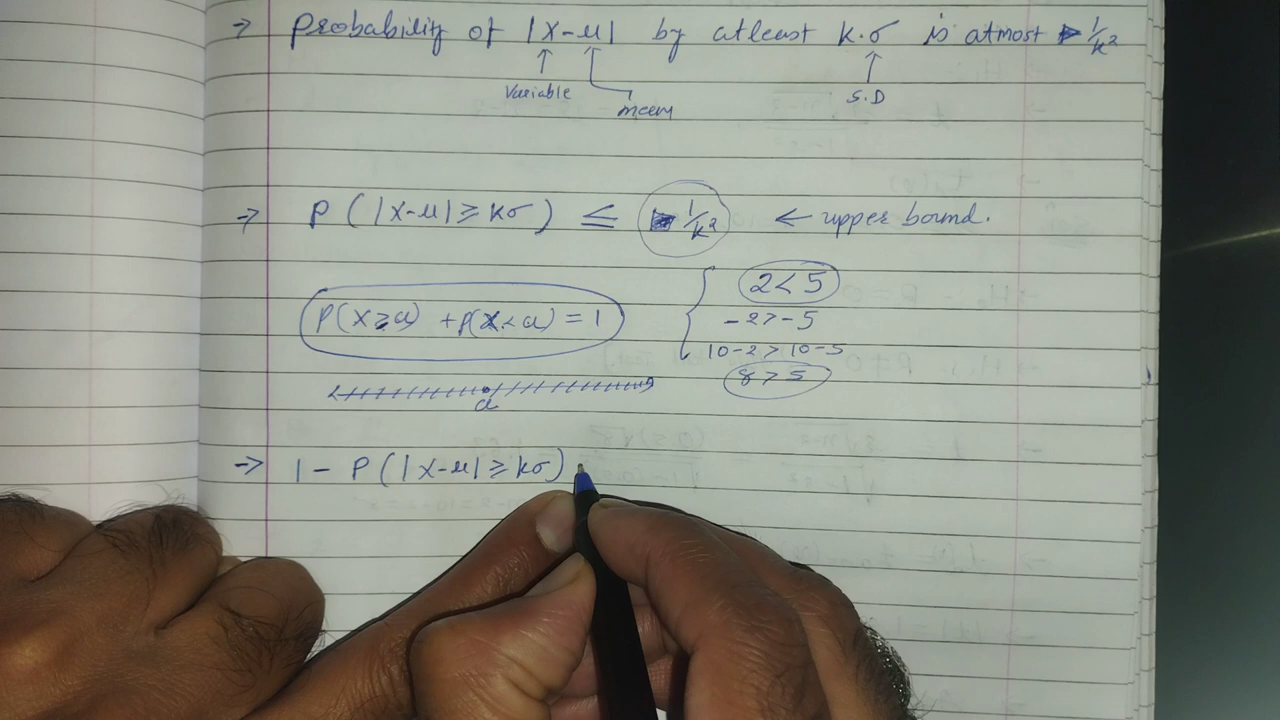 → probability of |X-μ| by atleast k.σ is atmost 1/k²
Variable
mean
S.D
→ P(|X-μ| ≥ kσ) ≤ 1/k² ← upper bound.
P(X≥a) + P(X<a) = 1
2<5
-2>-5
10-2>10-5
8>5
a
→ 1 - P(|X-μ| ≥ kσ)